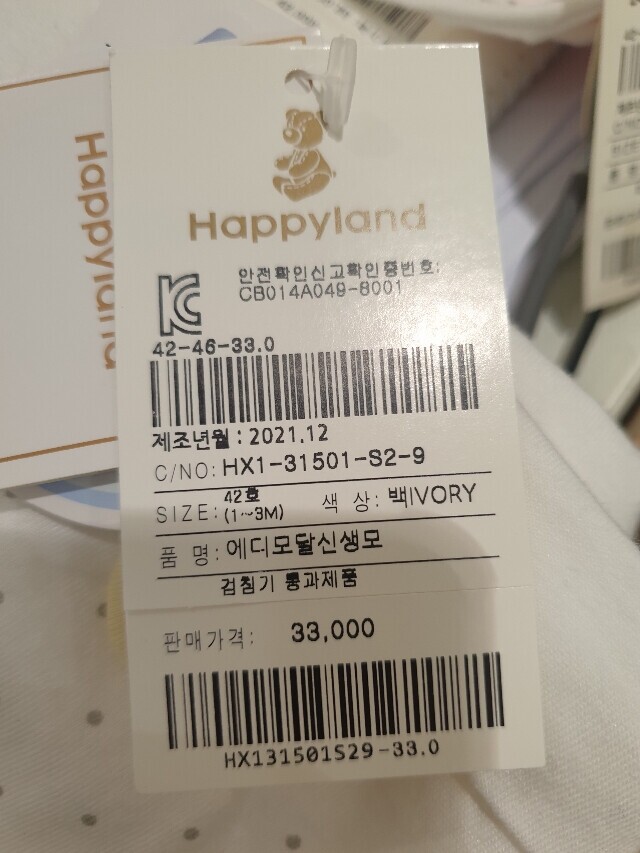 Happyland
Happyland
안전확인신고확인증번호:
CB014A049-8001
42-46-33.0
제조년월 : 2021.12
C/NO: HX1-31501-S2-9
SIZE: 42호 (1~3M) 색 상: 백IVORY
품 명: 에디모달신생모
검침기 통과제품
판매가격: 33,000
HX131501S29-33.0